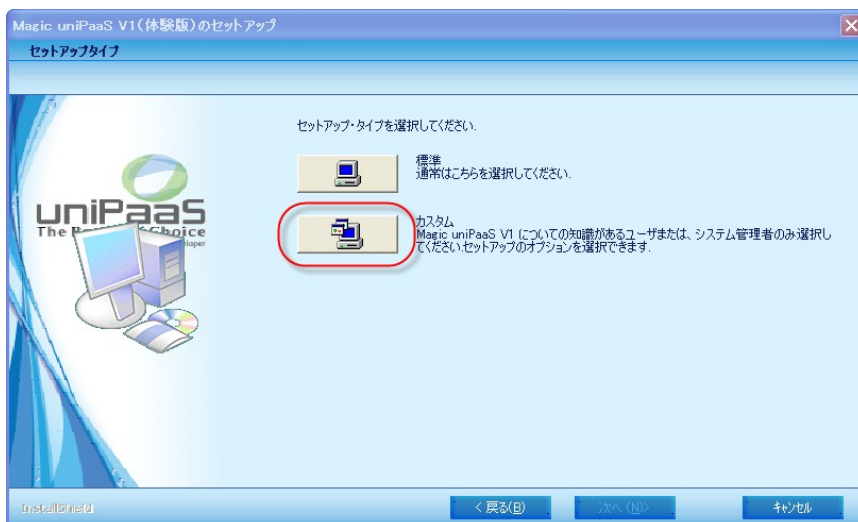 Magic uniPaaS V1(体験版)のセットアップ
セットアップタイプ
セットアップ・タイプを選択してください.
標準
通常はこちらを選択してください.
uniPaaS
The
Choice
カスタム
Magic uniPaaS V1 についての知識があるユーザまたは、システム管理者のみ選択し
てください.セットアップのオプションを選択できます.
InstallShield
< 戻る(B)
次へ (N)>
キャンセル